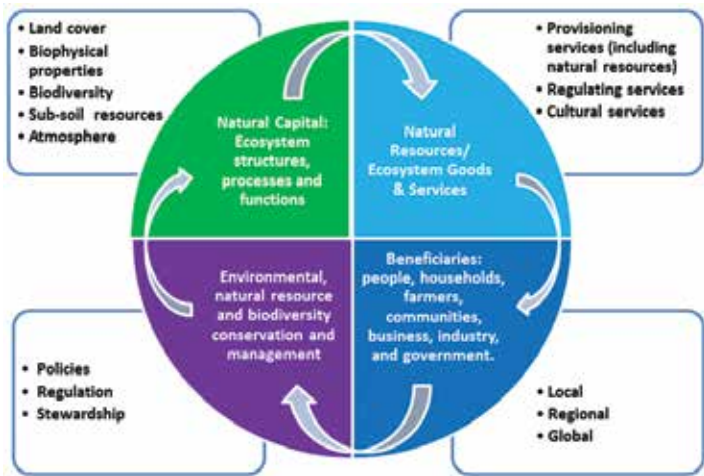 • Land cover
• Biophysical
properties
• Biodiversity
• Sub-soil resources
• Atmosphere
• Provisioning
services (including
natural resources)
• Regulating services
• Cultural services
Natural Capital:
Ecosystem
structures,
processes and
functions
Natural
Resources/
Ecosystem Goods
& Services
Environmental,
natural resource
and biodiversity
conservation and
management
Beneficiaries:
people, households,
farmers,
communities,
business, industry,
and government.
• Policies
• Regulation
• Stewardship
• Local
• Regional
• Global